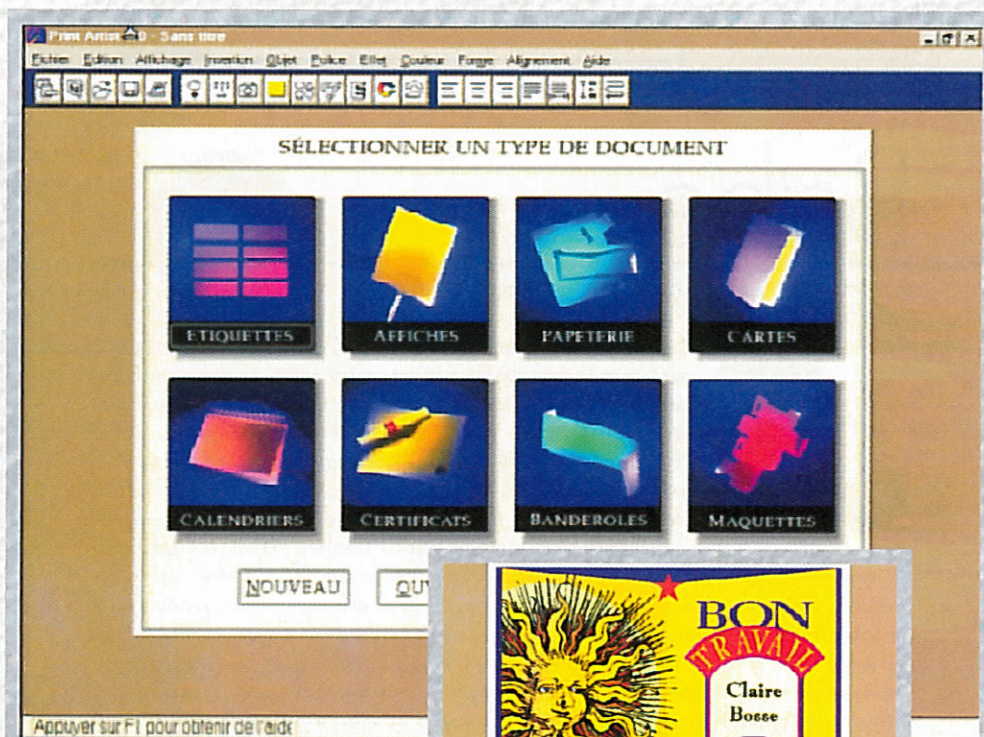 Print Artist 4.0 - Sans titre
Fichier Edition Affichage Insertion Objet Police Effet Couleur Forme Alignement Aide
SÉLECTIONNER UN TYPE DE DOCUMENT
ETIQUETTES AFFICHES PAPETERIE CARTES
CALENDRIERS CERTIFICATS BANDEROLES MAQUETTES
NOUVEAU OUV
BON
TRAVAIL
Claire
Bosse
Appuyer sur F1 pour obtenir de l'aide